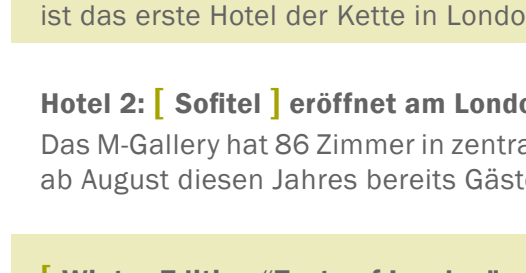 ist das erste Hotel der Kette in Londo
Hotel 2: [ Sofitel ] eröffnet am Londo
Das M-Gallery hat 86 Zimmer in zentra
ab August diesen Jahres bereits Gäst
[